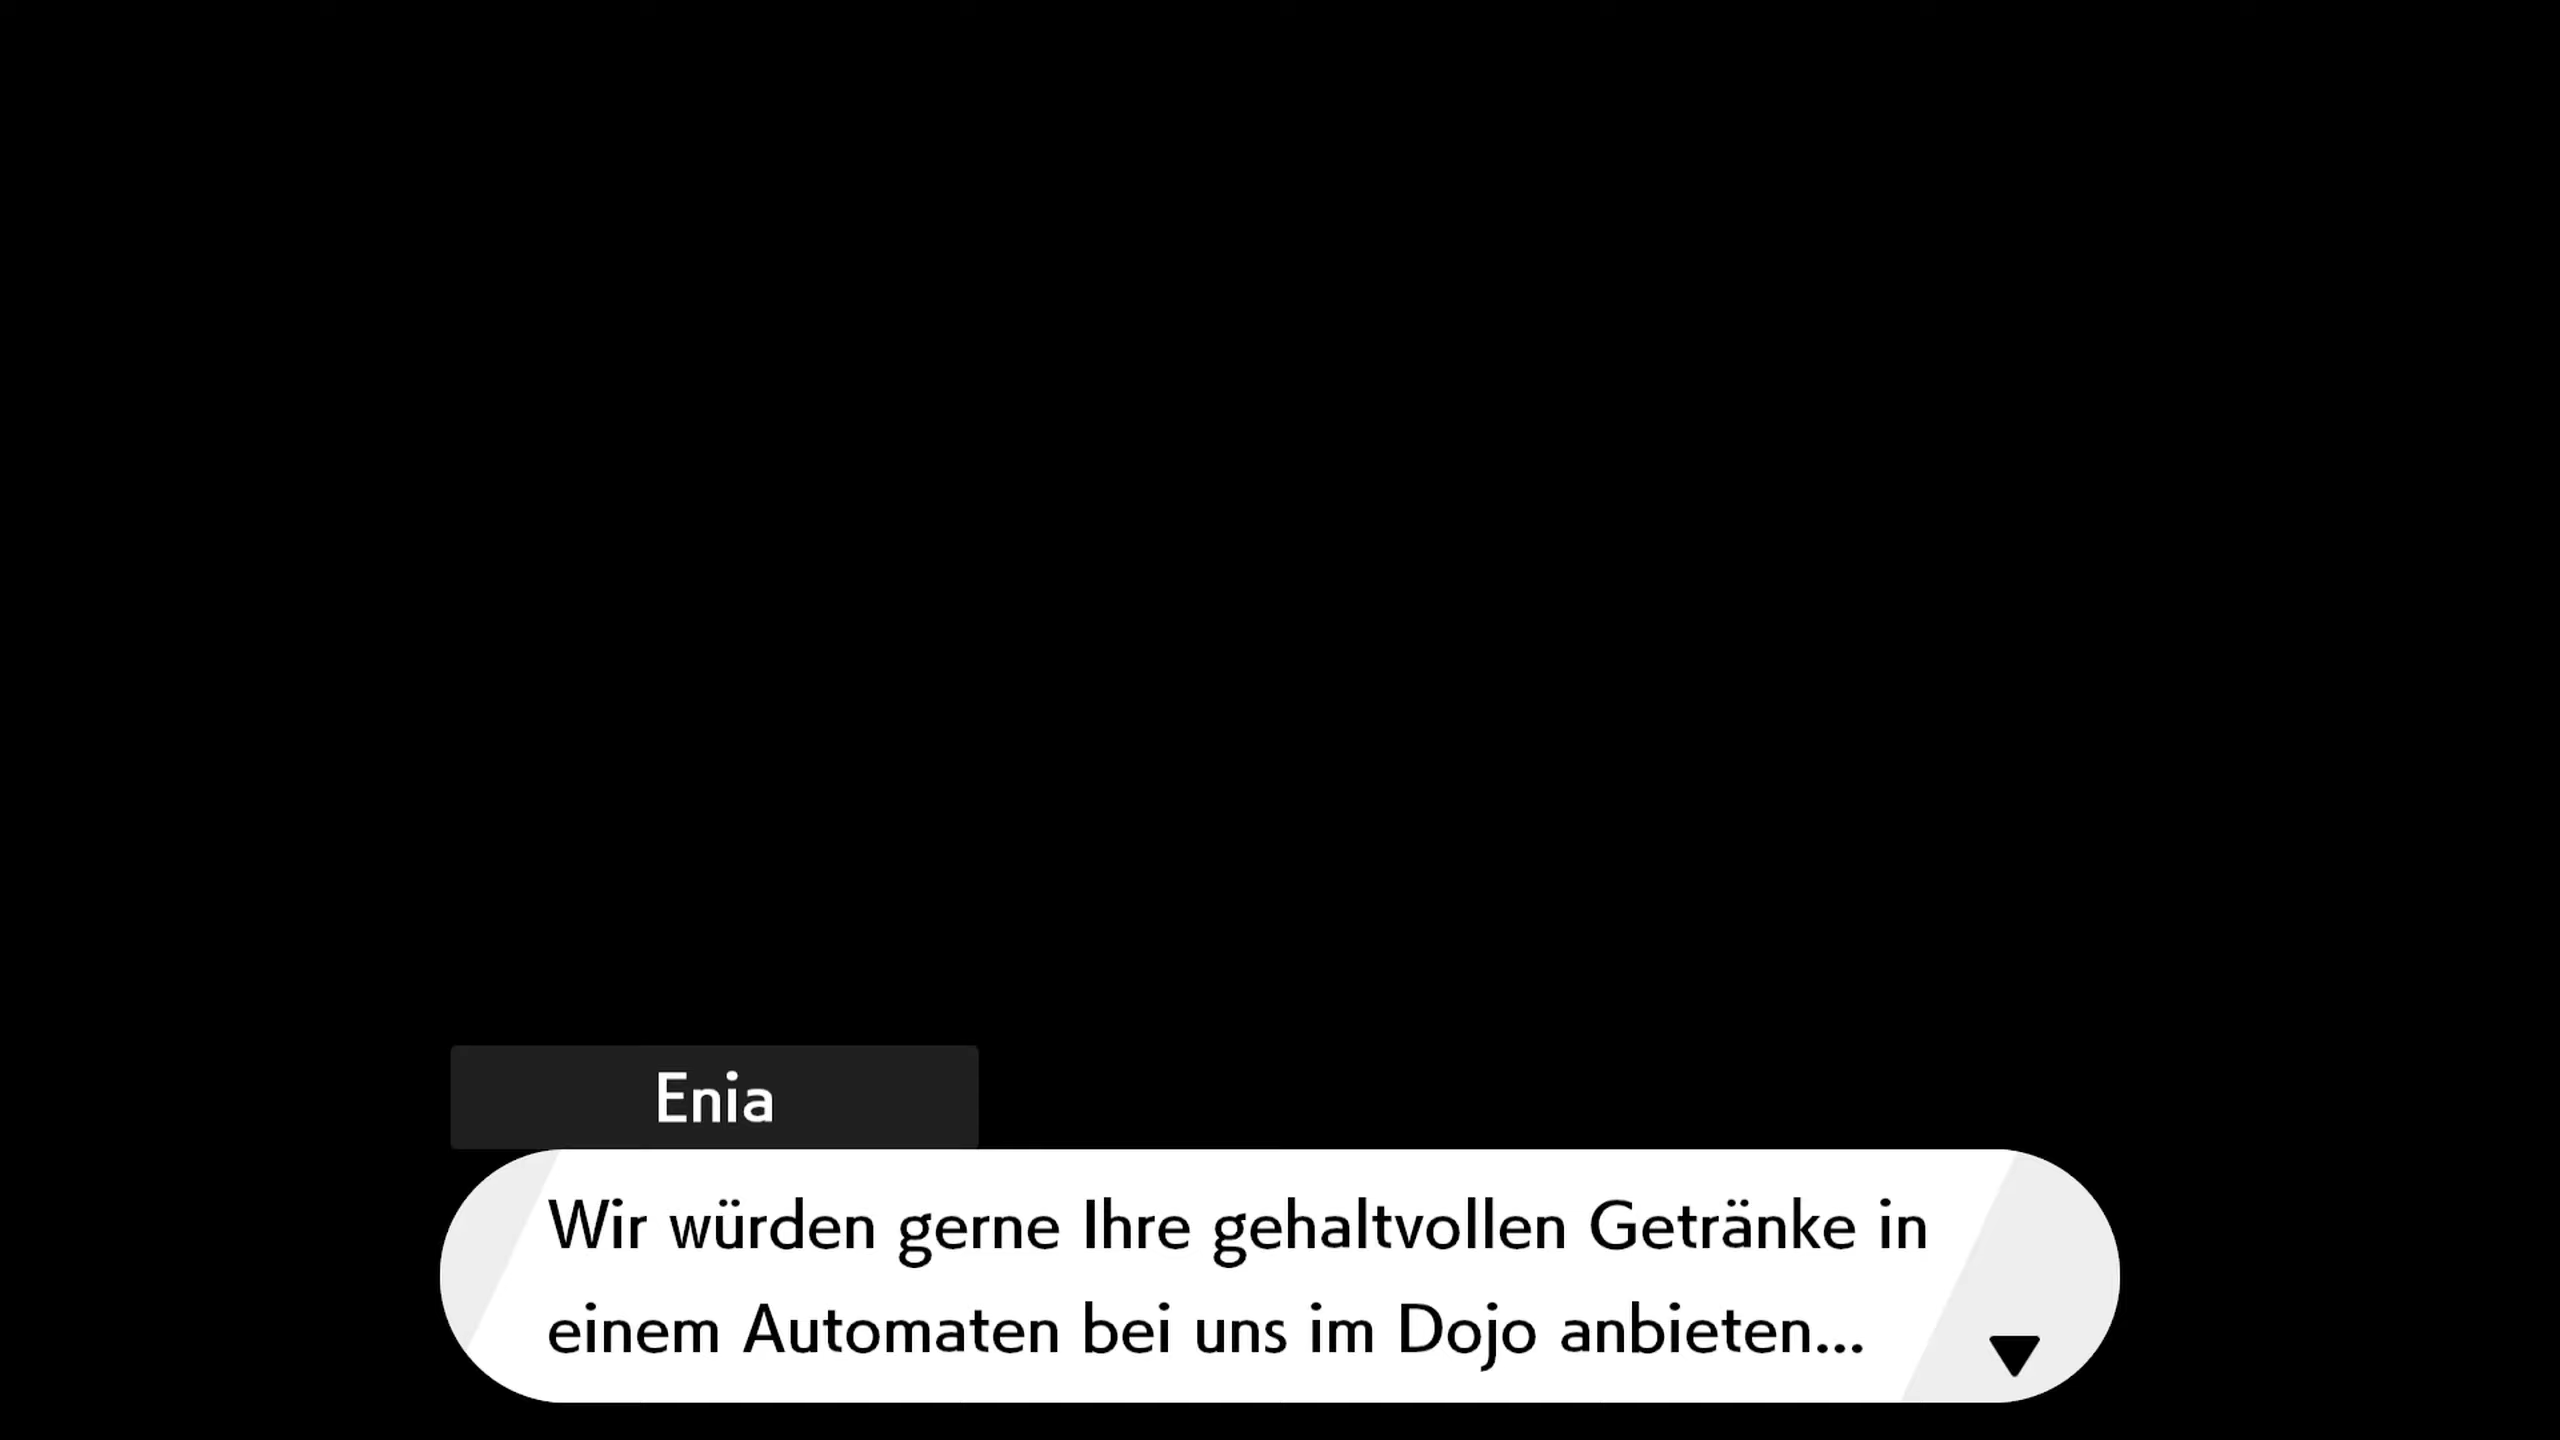 Enia
Wir würden gerne Ihre gehaltvollen Getränke in
einem Automaten bei uns im Dojo anbieten...